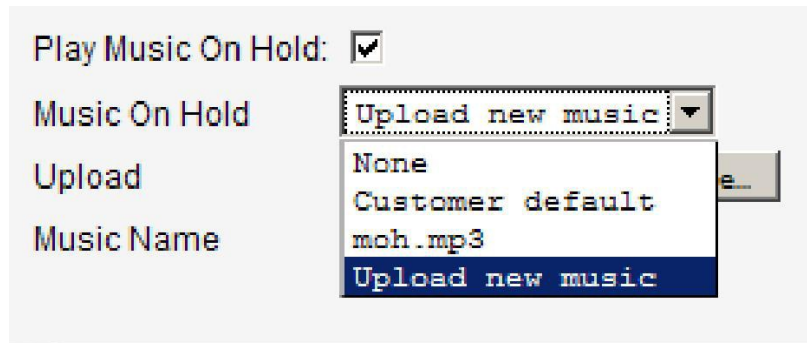 Play Music On Hold:
Music On Hold Upload new music
Upload None
Customer default
Music Name moh.mp3
Upload new music